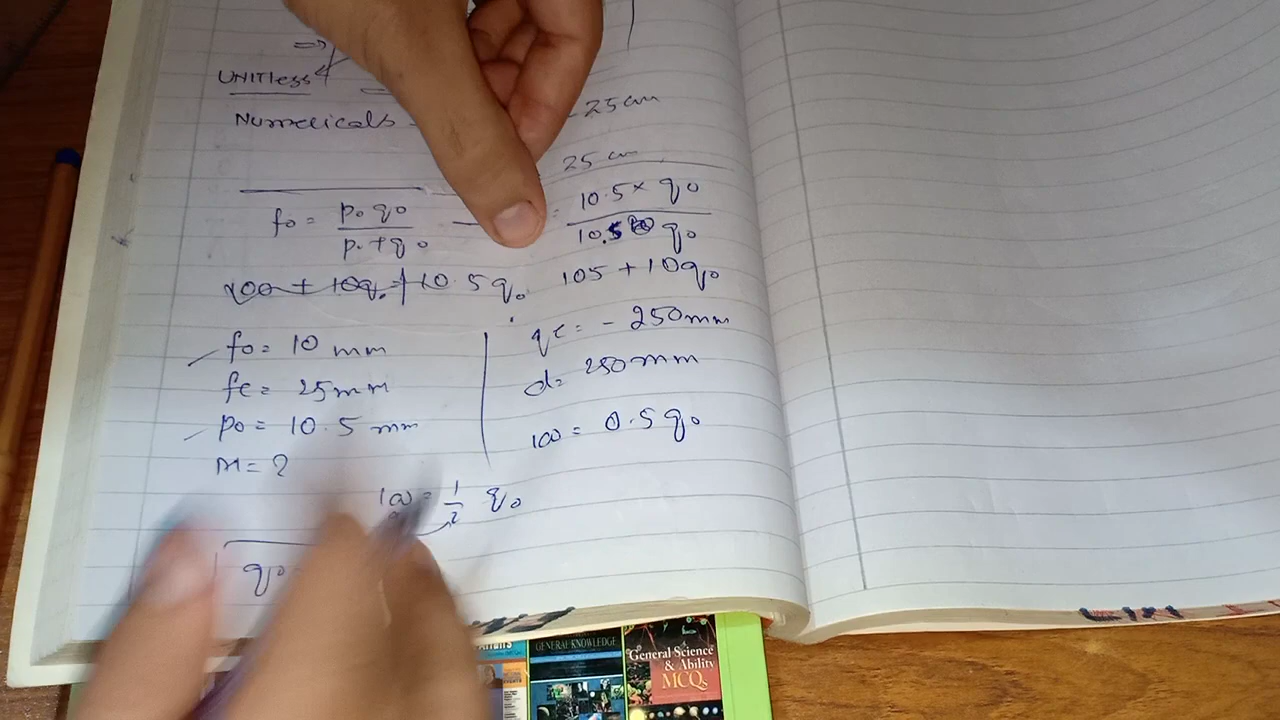 UNITless
Numericals
- 25 cm
25 cm
fo = po qo / po + qo
= 10.5 × qo / 10.5 qo
100 + 10qo = 10.5 qo
105 + 10qo
fo = 10 mm
fe = 25 mm
po = 10.5 mm
M = ?
qe = - 250 mm
d = 250 mm
100 = 0.5 qo
100 = 1/2 qo
qo
GENERAL KNOWLEDGE
General Science
& Ability
MCQs